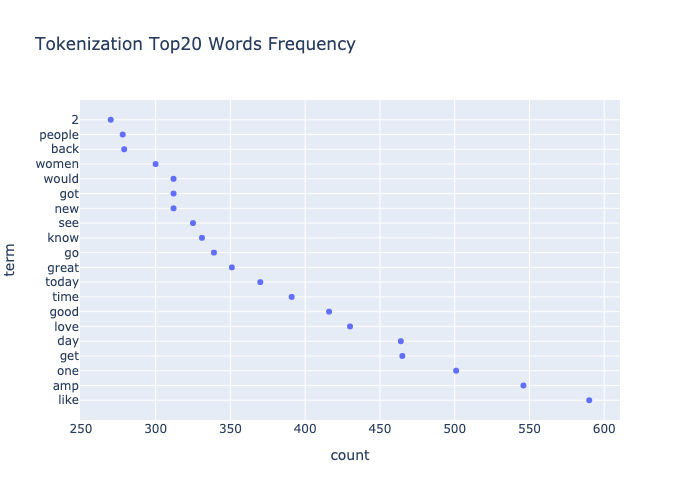 Tokenization Top20 Words Frequency
term
2
people
back
women
would
got
new
see
know
go
great
today
time
good
love
day
get
one
amp
like
250 300 350 400 450 500 550 600
count